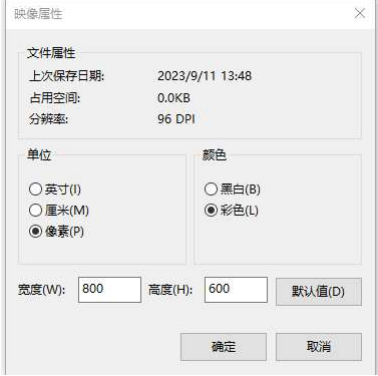 映像属性
文件属性
上次保存日期: 2023/9/11 13:48
占用空间: 0.0KB
分辨率: 96 DPI
单位 颜色
英寸(I) 黑白(B)
厘米(M) 彩色(L)
像素(P)
宽度(W): 800 高度(H): 600 默认值(D)
确定 取消